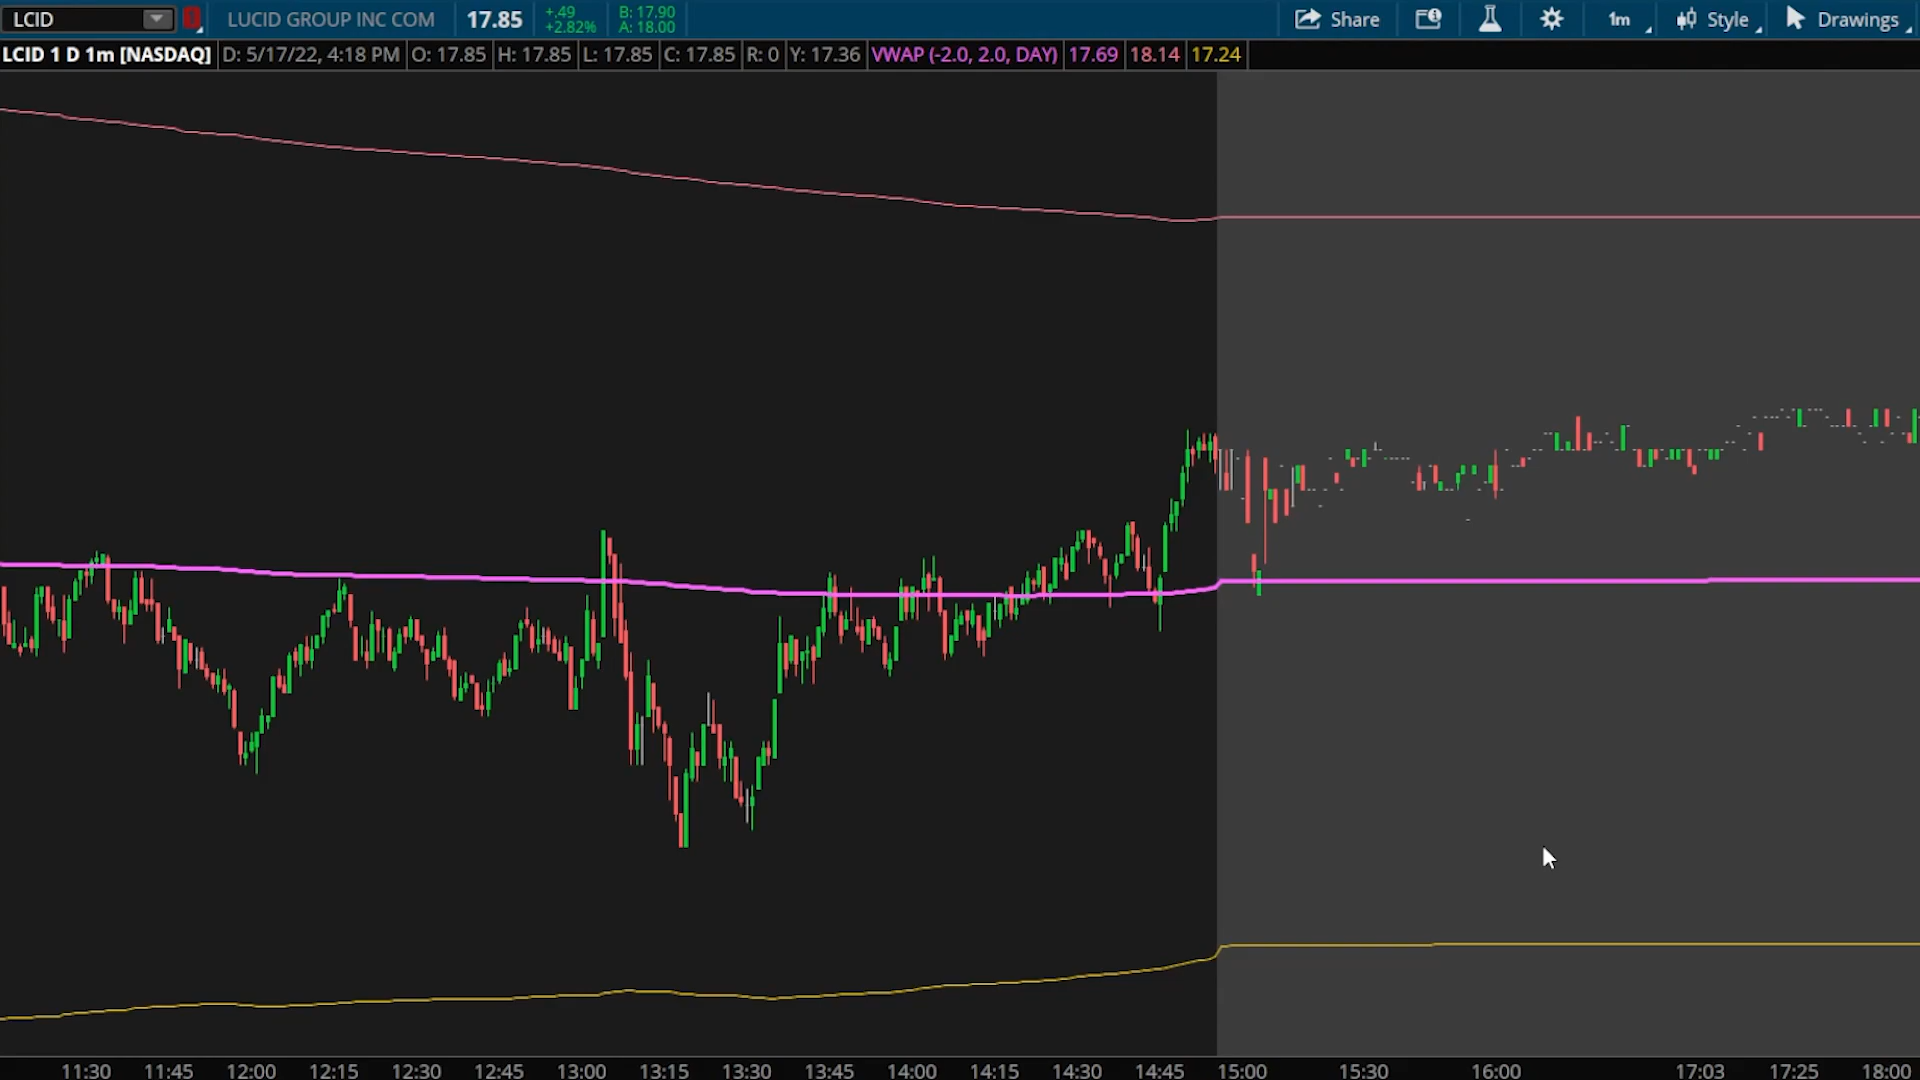 LCID LUCID GROUP INC COM 17.85 +.49 +2.82% B: 17.90 A: 18.00 Share 1m Style Drawings
LCID 1 D 1m [NASDAQ] D: 5/17/22, 4:18 PM O: 17.85 H: 17.85 L: 17.85 C: 17.85 R: 0 Y: 17.36 VWAP (-2.0, 2.0, DAY) 17.69 18.14 17.24
11:30 11:45 12:00 12:15 12:30 12:45 13:00 13:15 13:30 13:45 14:00 14:15 14:30 14:45 15:00 15:30 16:00 17:03 17:25 18:00